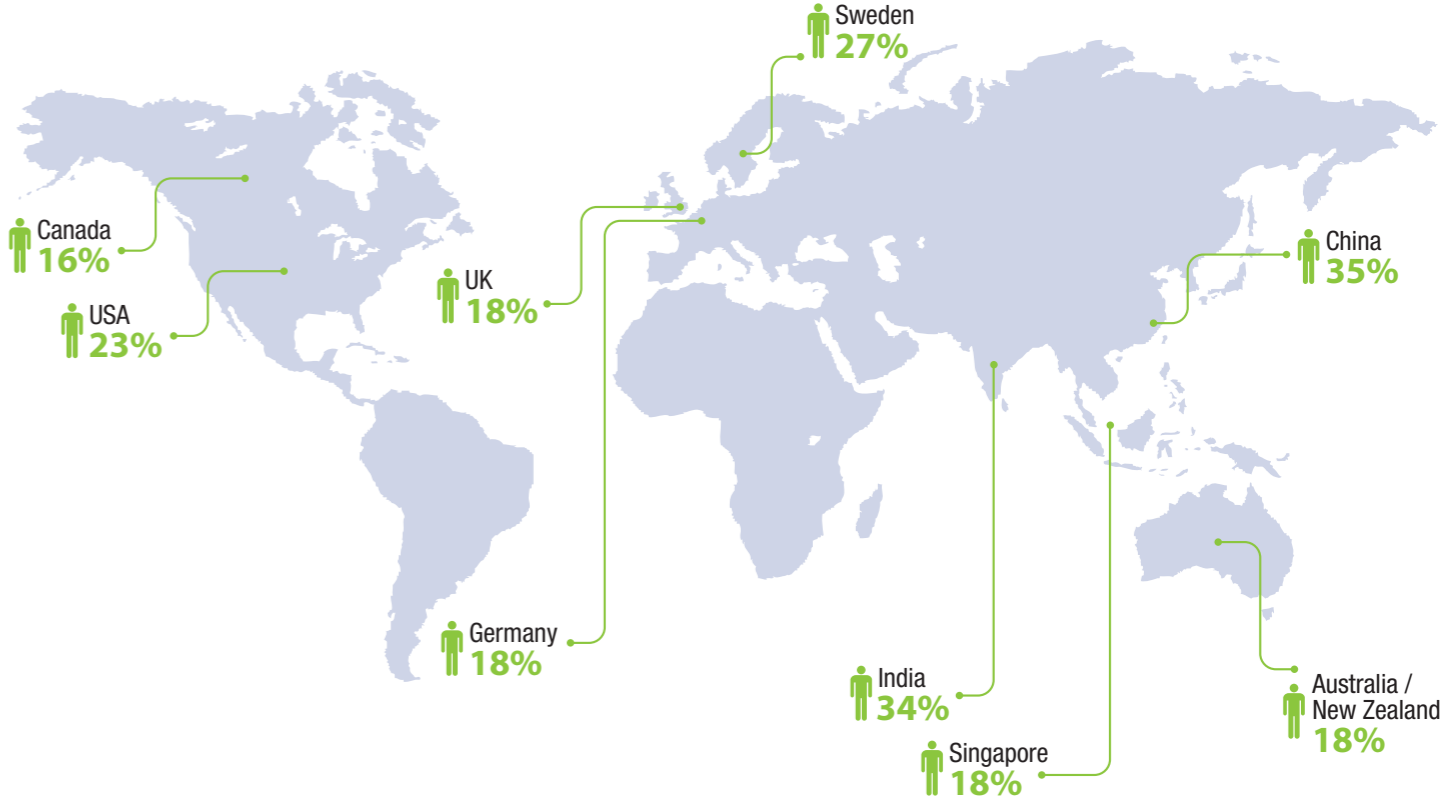 Sweden
27%
Canada
16%
USA
23%
UK
18%
China
35%
Germany
18%
India
34%
Singapore
18%
Australia /
New Zealand
18%